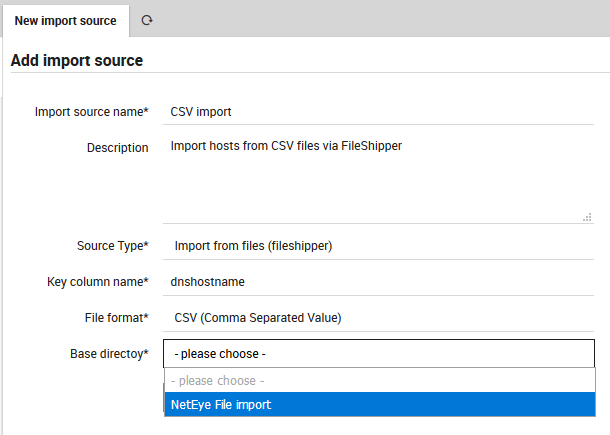 New import source
Add import source
Import source name* CSV import
Description Import hosts from CSV files via FileShipper
Source Type* Import from files (fileshipper)
Key column name* dnshostname
File format* CSV (Comma Separated Value)
Base directoy* - please choose -
- please choose -
NetEye File import